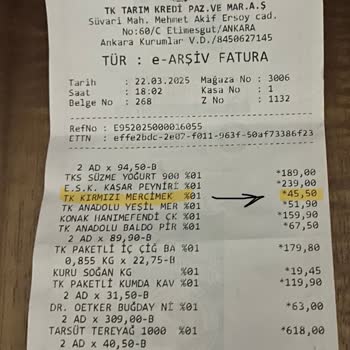 TK TARIM KREDİ PAZ.VE MAR.A.Ş
Süvari Mah. Mehmet Akif Ersoy cad.
No:60/C Etimesgut/ANKARA
Ankara Kurumlar V.D./8450627145
TÜR : e-ARŞİV FATURA
Tarih : 22.03.2025 Mağaza No : 3006
Saat : 18:02 Kasa No : 1
Belge No : 268 Z No : 1132
RefNo : E952025000016055
ETTN : effe2bdc-2e07-f011-963f-50af73386f23
2 AD x 94,50-B
TKS SÜZME YOĞURT 900 %01 *189,00
E.S.K. KAŞAR PEYNİRİ %01 *239,00
TK KIRMIZI MERCİMEK %01 *45,50
TK ANADOLU YEŞİL MER %01 *51,90
KONAK HANIMEFENDİ ÇK %01 *159,90
TK ANADOLU BALDO PİR %01 *67,50
2 AD x 89,90-B
TK PAKETLİ İÇ ÇİĞ BA %01 *179,80
0,855 KG x 22,75-B
KURU SOĞAN KG %01 *19,45
TK PAKETLİ KUMDA KAV %01 *119,90
2 AD x 31,50-B
DR. OETKER BUĞDAY Nİ %01 *63,00
2 AD x 309,00-B
TARSÜT TEREYAĞ 1000 %01 *618,00
2 AD x 40,50-B